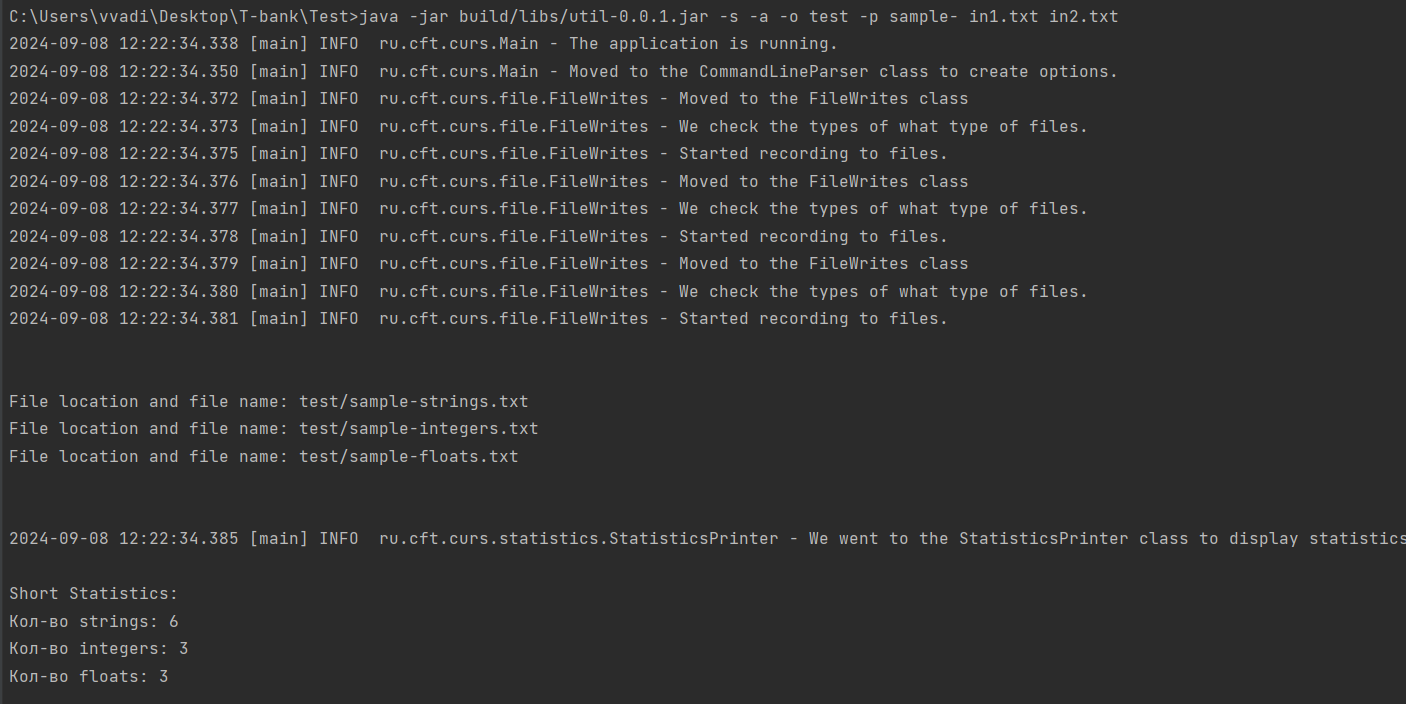 C:\Users\vvadi\Desktop\T-bank\Test>java -jar build/libs/util-0.0.1.jar -s -a -o test -p sample- in1.txt in2.txt
2024-09-08 12:22:34.338 [main] INFO  ru.cft.curs.Main - The application is running.
2024-09-08 12:22:34.350 [main] INFO  ru.cft.curs.Main - Moved to the CommandLineParser class to create options.
2024-09-08 12:22:34.372 [main] INFO  ru.cft.curs.file.FileWrites - Moved to the FileWrites class
2024-09-08 12:22:34.373 [main] INFO  ru.cft.curs.file.FileWrites - We check the types of what type of files.
2024-09-08 12:22:34.375 [main] INFO  ru.cft.curs.file.FileWrites - Started recording to files.
2024-09-08 12:22:34.376 [main] INFO  ru.cft.curs.file.FileWrites - Moved to the FileWrites class
2024-09-08 12:22:34.377 [main] INFO  ru.cft.curs.file.FileWrites - We check the types of what type of files.
2024-09-08 12:22:34.378 [main] INFO  ru.cft.curs.file.FileWrites - Started recording to files.
2024-09-08 12:22:34.379 [main] INFO  ru.cft.curs.file.FileWrites - Moved to the FileWrites class
2024-09-08 12:22:34.380 [main] INFO  ru.cft.curs.file.FileWrites - We check the types of what type of files.
2024-09-08 12:22:34.381 [main] INFO  ru.cft.curs.file.FileWrites - Started recording to files.
File location and file name: test/sample-strings.txt
File location and file name: test/sample-integers.txt
File location and file name: test/sample-floats.txt
2024-09-08 12:22:34.385 [main] INFO  ru.cft.curs.statistics.StatisticsPrinter - We went to the StatisticsPrinter class to display statistics
Short Statistics:
Кол-во strings: 6
Кол-во integers: 3
Кол-во floats: 3